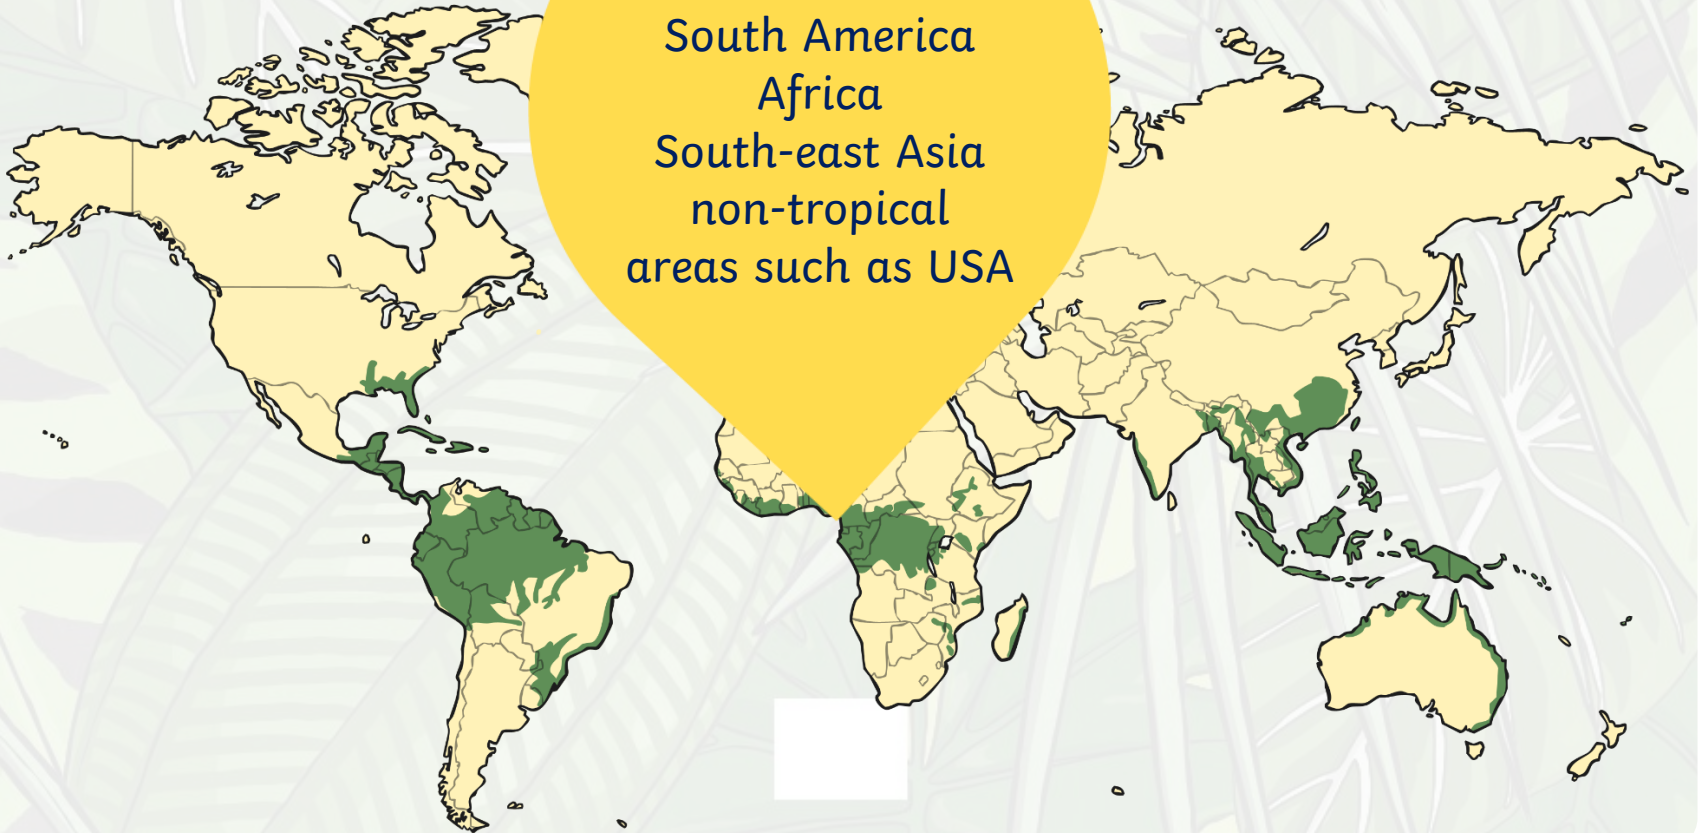 South America
Africa
South-east Asia
non-tropical
areas such as USA